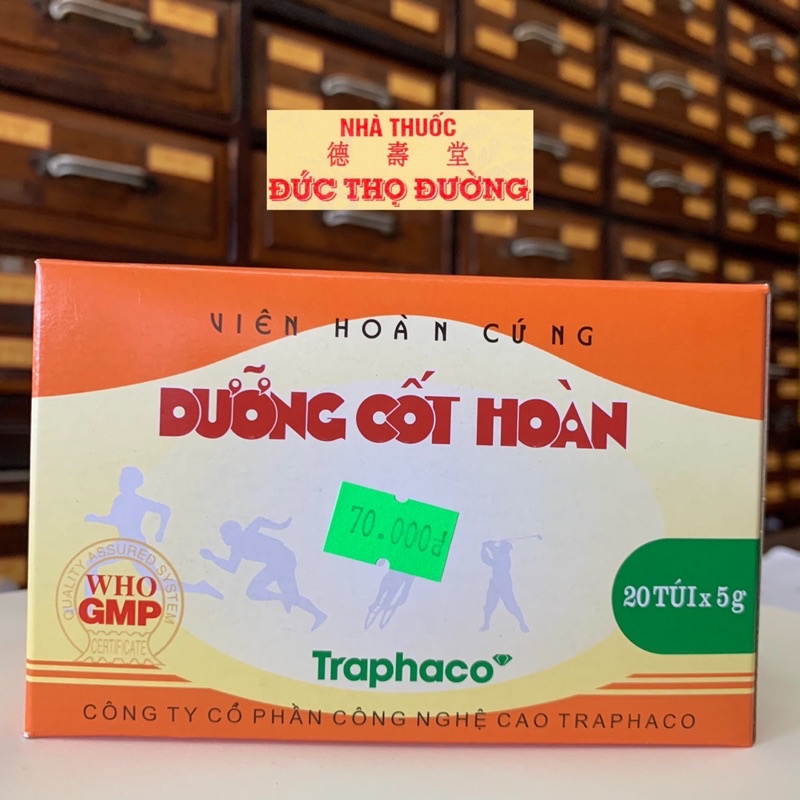 NHÀ THUỐC
德 壽 堂
ĐỨC THỌ ĐƯỜNG
VIÊN HOÀN CỨNG
DƯỠNG CỐT HOÀN
70.000đ
QUALITY ASSURED SYSTEM
WHO
GMP
CERTIFICATE
20 TÚI x 5g
Traphaco
CÔNG TY CỔ PHẦN CÔNG NGHỆ CAO TRAPHACO